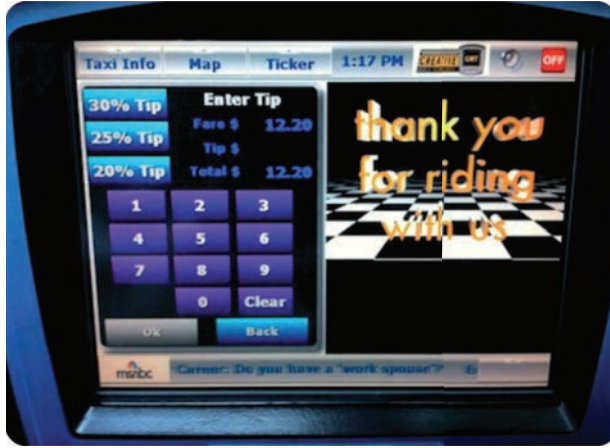 Taxi Info Map Ticker 1:17 PM CREATIVE OFF
30% Tip
25% Tip
20% Tip
Enter Tip
Fare $ 12.20
Tip $
Total $ 12.20
1 2 3
4 5 6
7 8 9
0 Clear
Ok Back
thank you
for riding
with us
msnbc Career: Do you have a 'work spouse'?